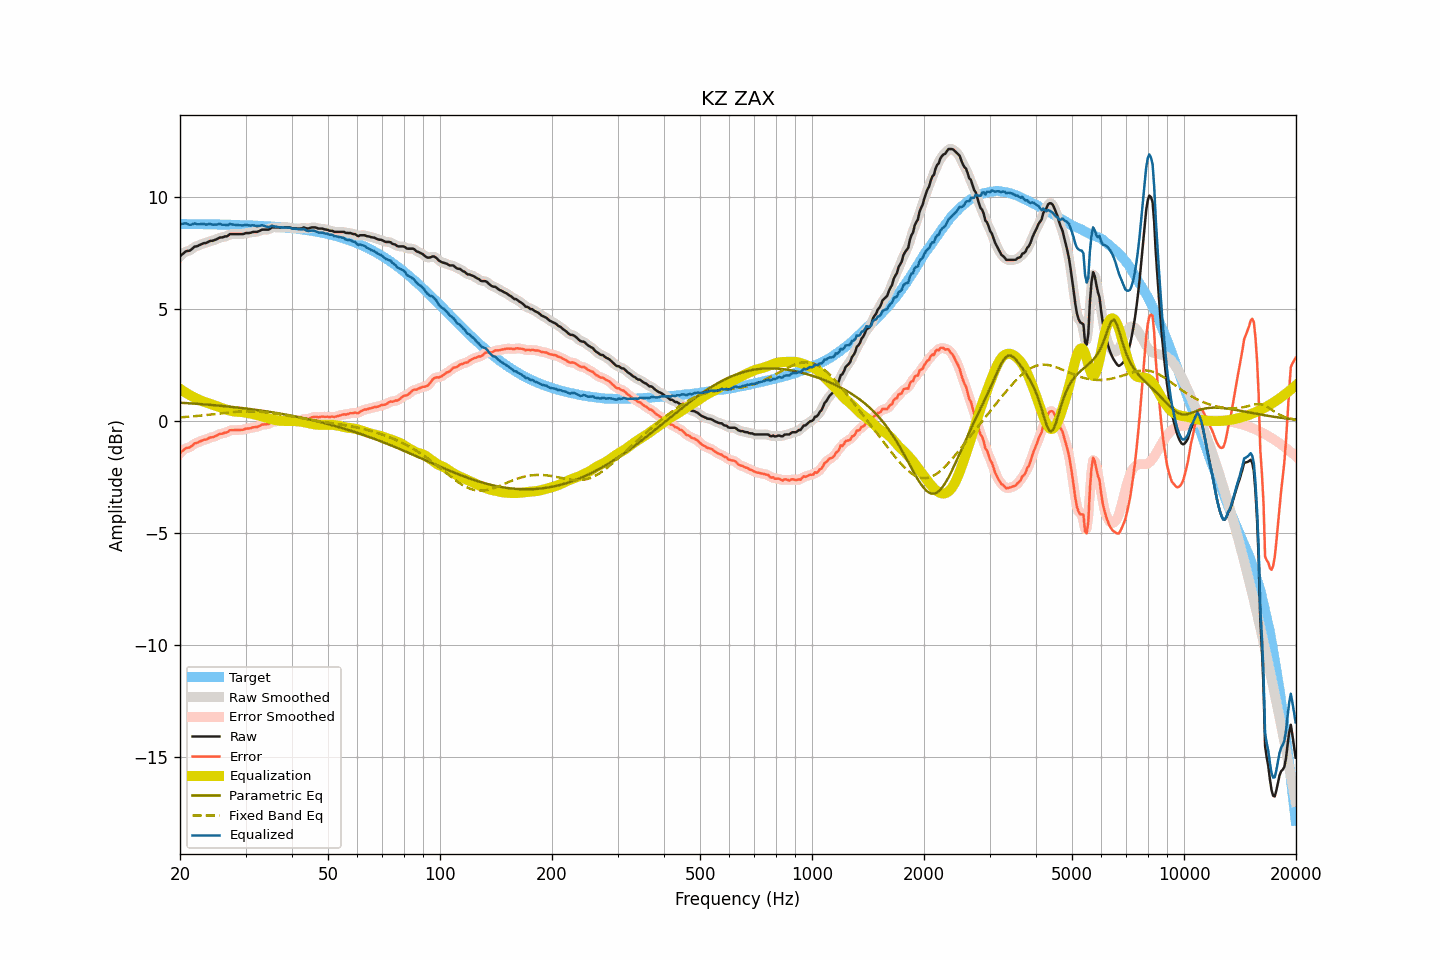 KZ ZAX
10
5
0
−5
−10
−15
Amplitude (dBr)
Target
Raw Smoothed
Error Smoothed
Raw
Error
Equalization
Parametric Eq
Fixed Band Eq
Equalized
20 50 100 200 500 1000 2000 5000 10000 20000
Frequency (Hz)